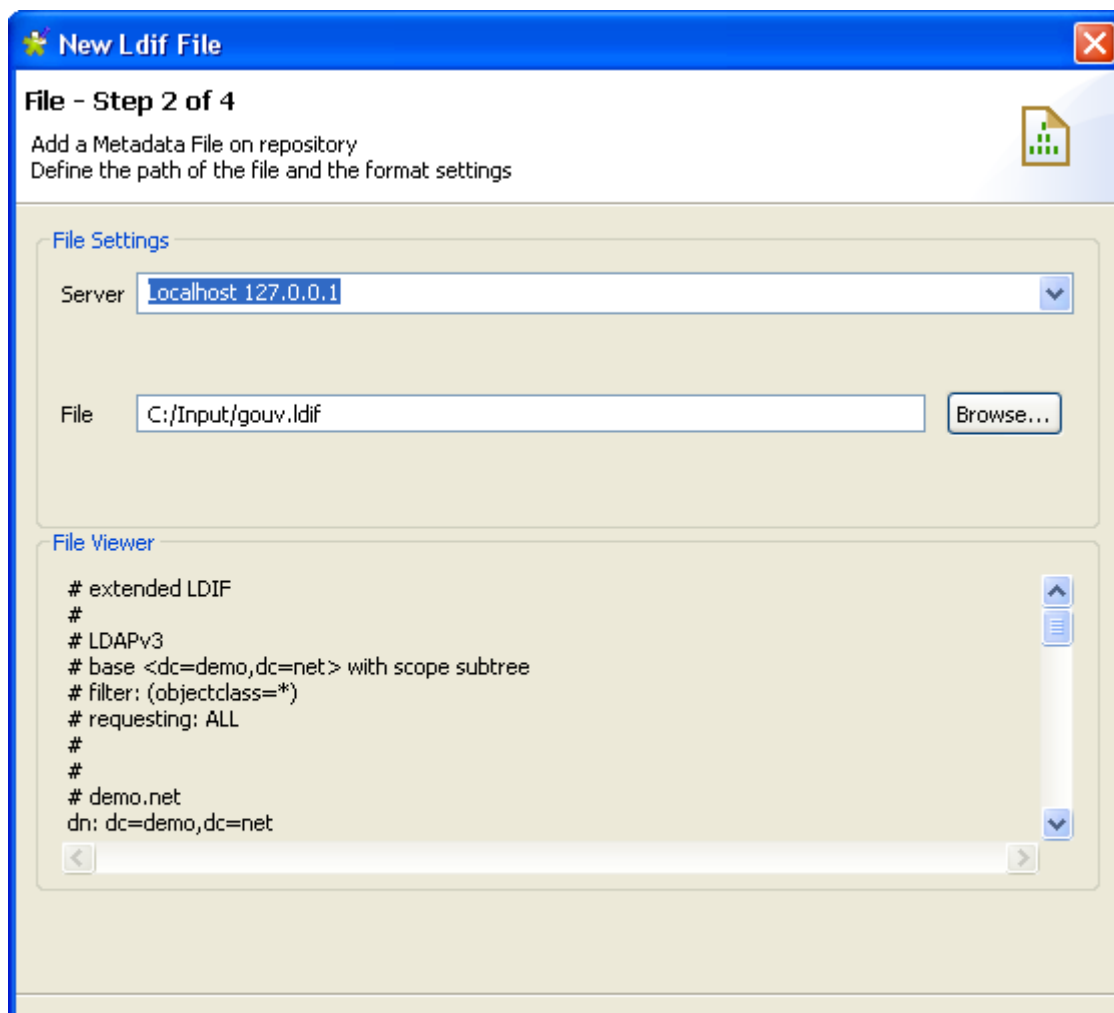 New Ldif File
File - Step 2 of 4
Add a Metadata File on repository
Define the path of the file and the format settings
File Settings
Server Localhost 127.0.0.1
File C:/Input/gouv.ldif Browse...
File Viewer
# extended LDIF
#
# LDAPv3
# base <dc=demo,dc=net> with scope subtree
# filter: (objectclass=*)
# requesting: ALL
#
#
# demo.net
dn: dc=demo,dc=net